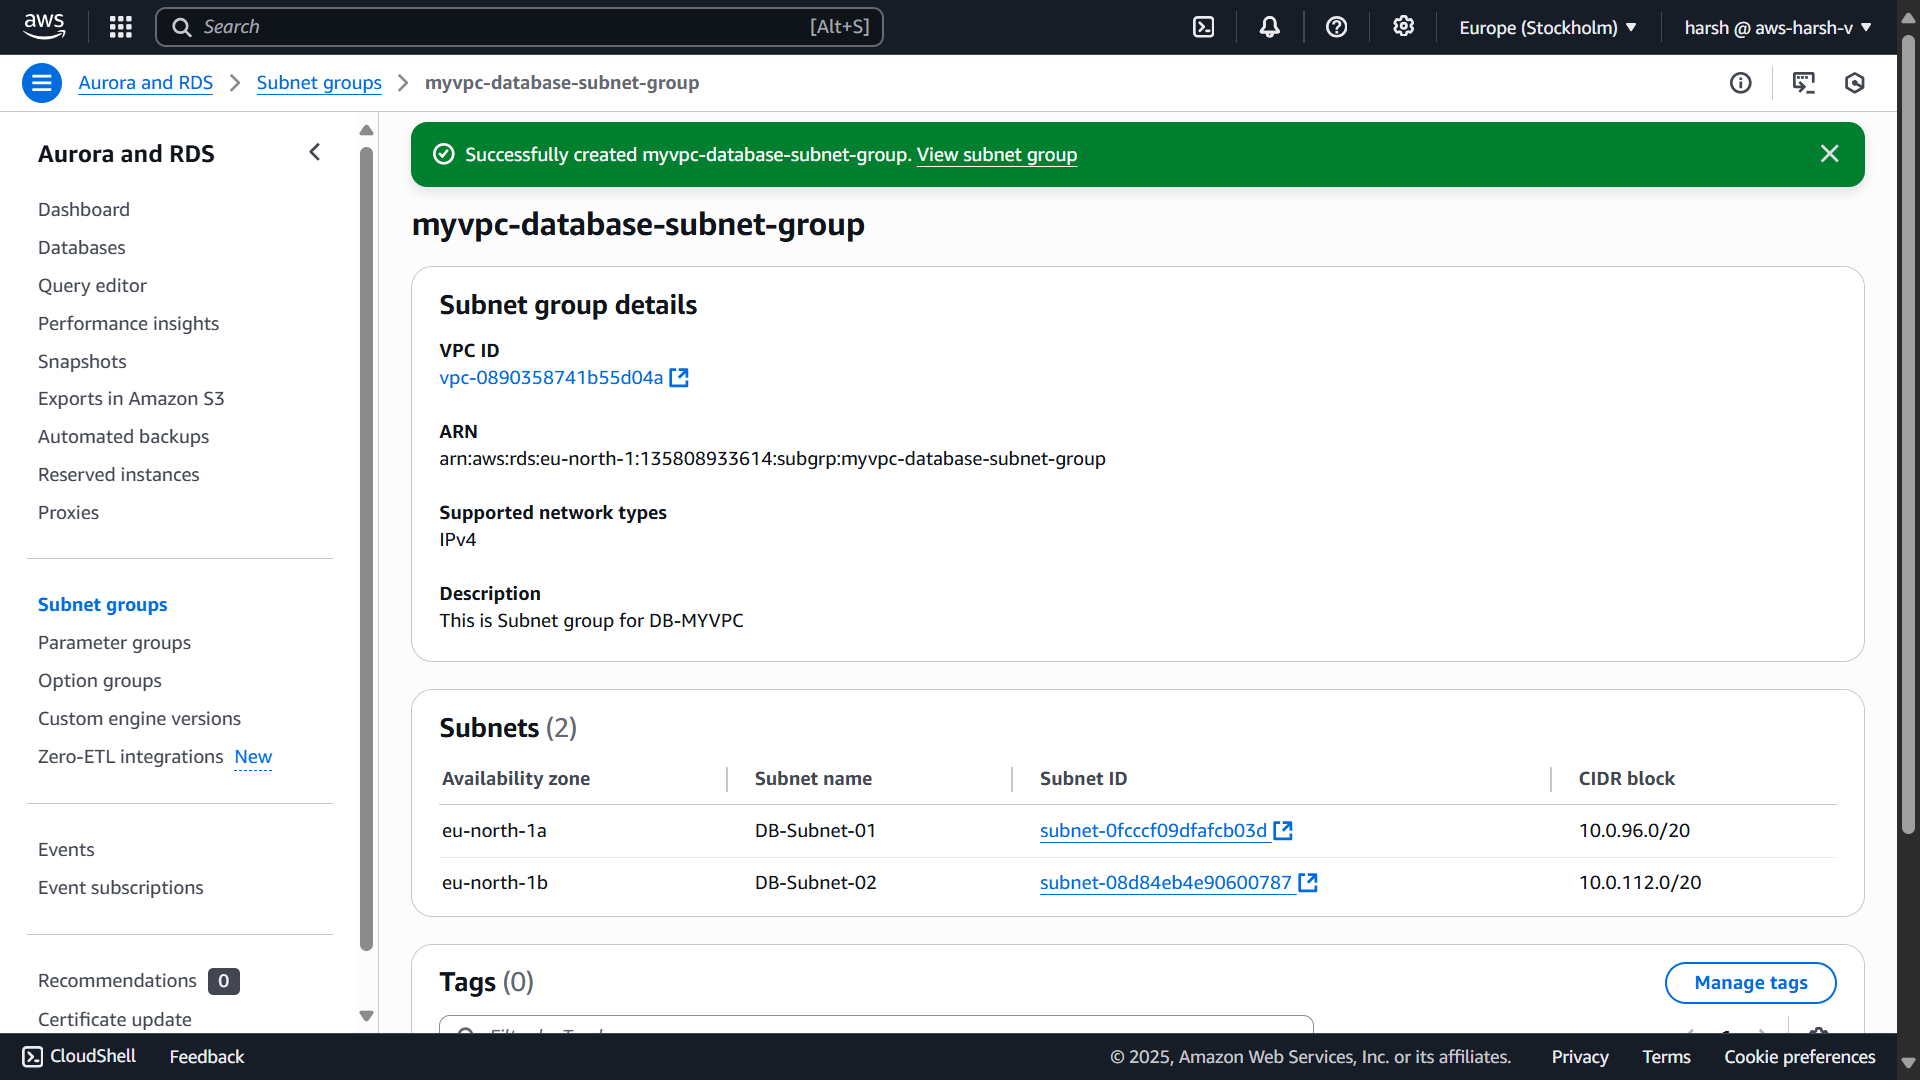 aws
Search [Alt+S]
Europe (Stockholm)
harsh @ aws-harsh-v
Aurora and RDS
Subnet groups
myvpc-database-subnet-group
Aurora and RDS
Dashboard
Databases
Query editor
Performance insights
Snapshots
Exports in Amazon S3
Automated backups
Reserved instances
Proxies
Subnet groups
Parameter groups
Option groups
Custom engine versions
Zero-ETL integrations New
Events
Event subscriptions
Recommendations 0
Certificate update
Successfully created myvpc-database-subnet-group. View subnet group
myvpc-database-subnet-group
Subnet group details
VPC ID
vpc-0890358741b55d04a
ARN
arn:aws:rds:eu-north-1:135808933614:subgrp:myvpc-database-subnet-group
Supported network types
IPv4
Description
This is Subnet group for DB-MYVPC
Subnets (2)
Availability zone Subnet name Subnet ID CIDR block
eu-north-1a DB-Subnet-01 subnet-0fcccf09dfafcb03d 10.0.96.0/20
eu-north-1b DB-Subnet-02 subnet-08d84eb4e90600787 10.0.112.0/20
Tags (0)
Manage tags
CloudShell
Feedback
© 2025, Amazon Web Services, Inc. or its affiliates.
Privacy
Terms
Cookie preferences